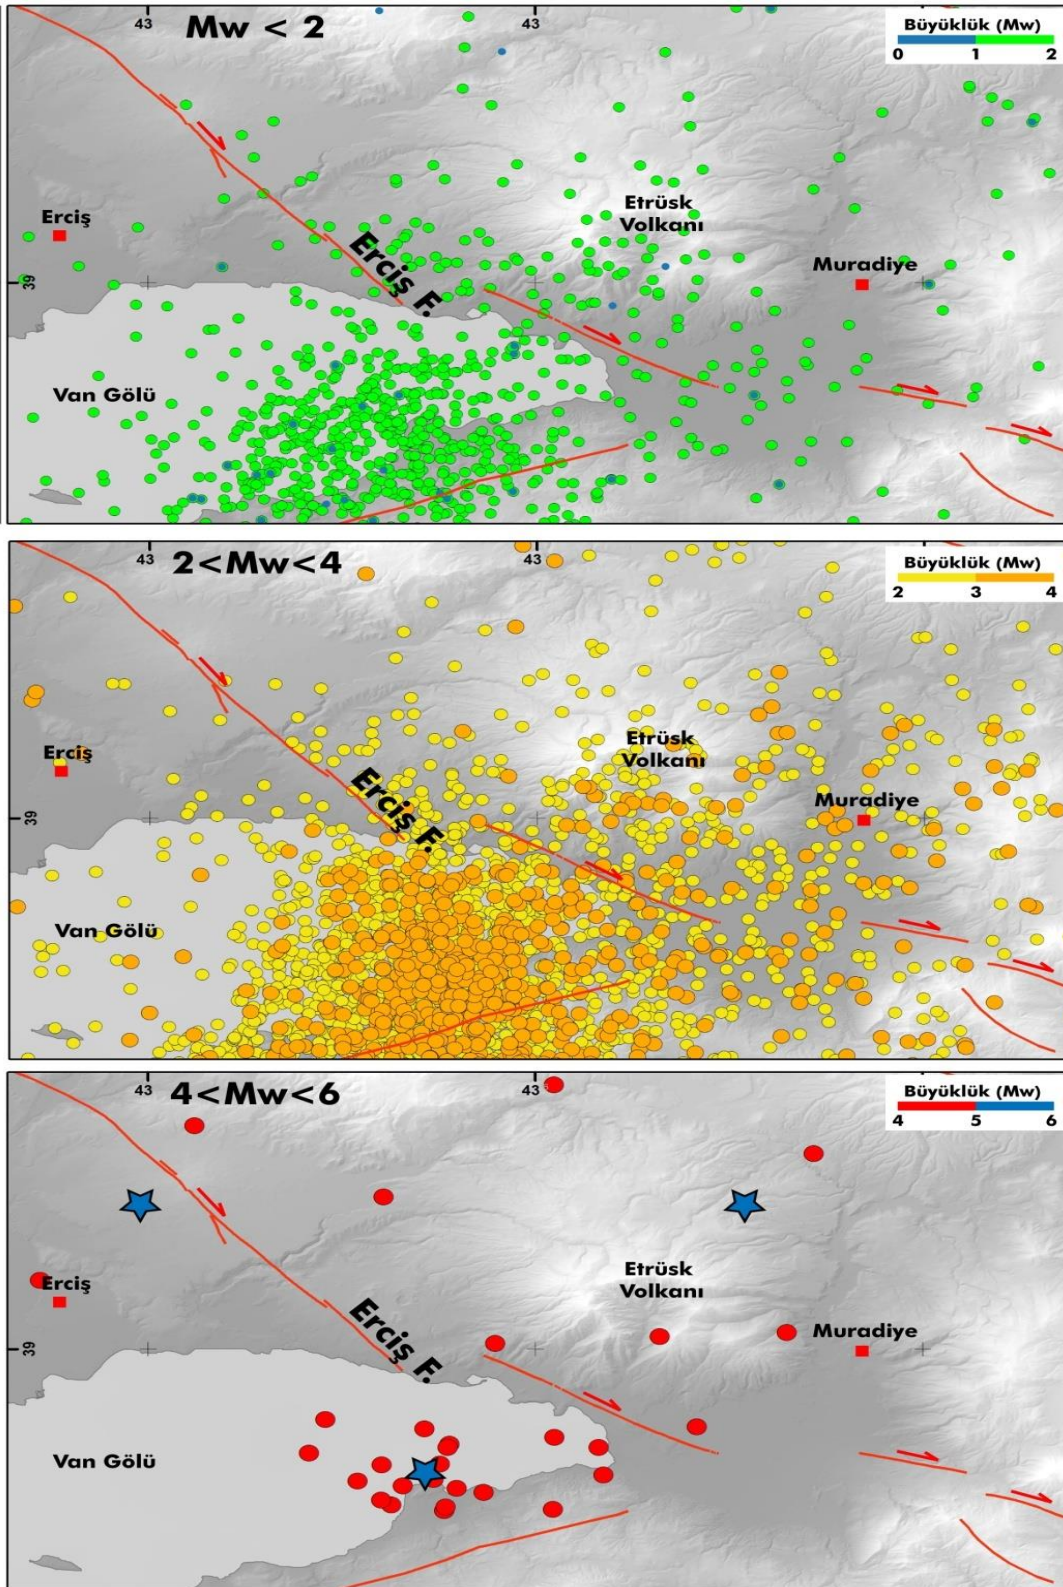 43
43
Mw < 2
Büyüklük (Mw)
0 1 2
Erciş
Etrüsk
Volkanı
Erciş F.
Muradiye
39
Van Gölü
43
43
2<Mw<4
Büyüklük (Mw)
2 3 4
Erciş
Etrüsk
Volkanı
Erciş F.
Muradiye
39
Van Gölü
43
43
4<Mw<6
Büyüklük (Mw)
4 5 6
Erciş
Etrüsk
Volkanı
Erciş F.
Muradiye
39
Van Gölü